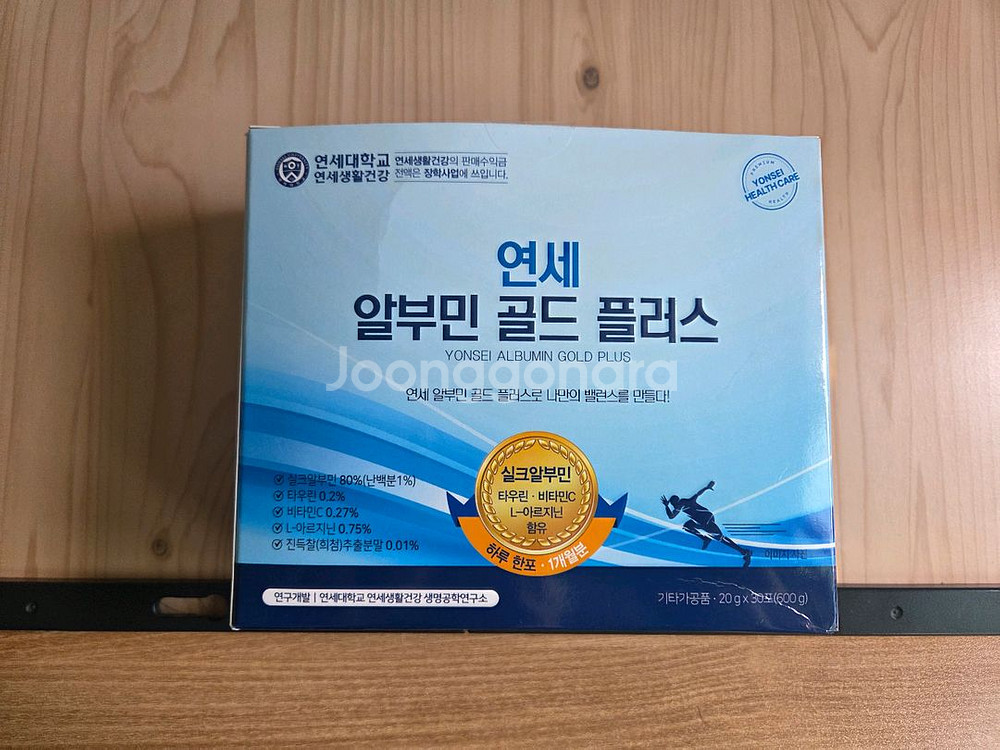 연세대학교
연세생활건강
연세생활건강의 판매수익금
전액은 장학사업에 쓰입니다.
PREMIUM
YONSEI
HEALTH CARE
HEALTH
연세
알부민 골드 플러스
YONSEI ALBUMIN GOLD PLUS
Joonggonara
연세 알부민 골드 플러스로 나만의 밸런스를 만들다!
실크알부민 80%(난백분1%)
타우린 0.2%
비타민C 0.27%
L-아르지닌 0.75%
진득찰(희첨)추출분말 0.01%
실크알부민
타우린 · 비타민C
L-아르지닌
함유
하루 한포 · 1개월분
이미지 사진
연구개발 | 연세대학교 연세생활건강 생명공학연구소
기타가공품 · 20 g x 30포(600 g)